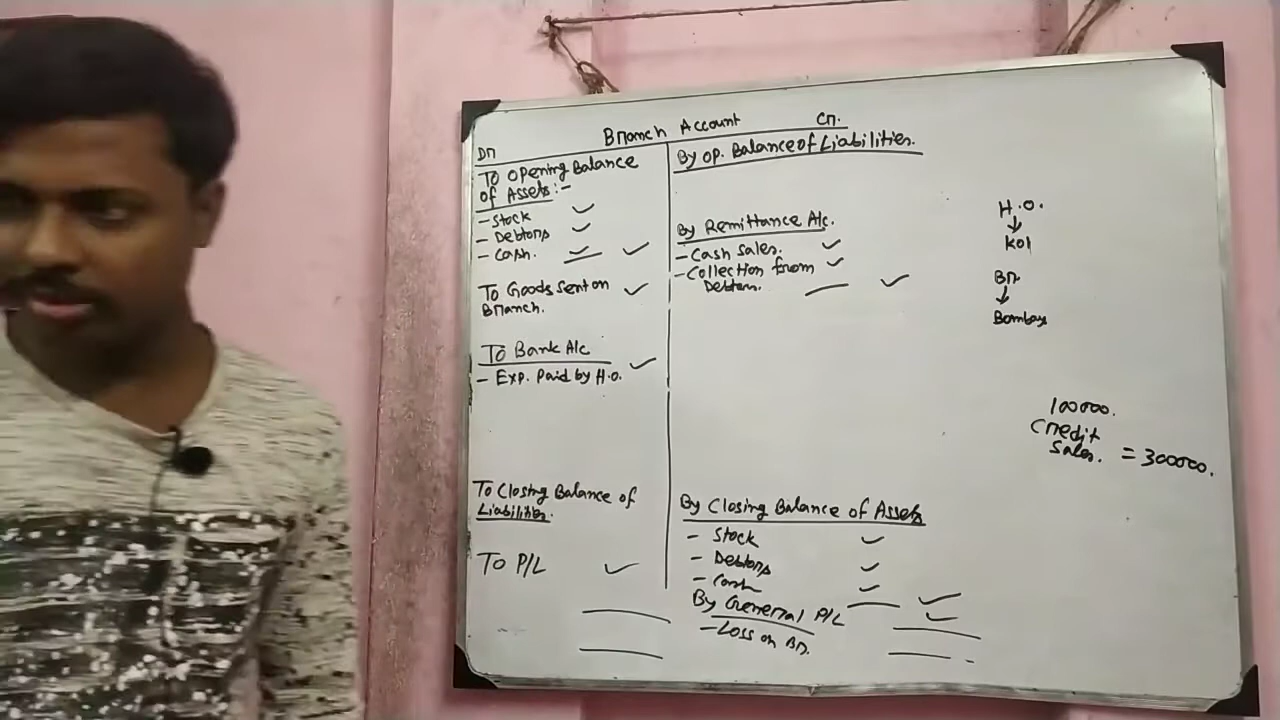 Branch Account Cr.
Dr
To Opening Balance
of Assets:-
- Stock
- Debtors
- Cash.
To Goods Sent on
Branch.
To Bank A/c
- Exp. Paid by H.O.
To Closing Balance of
Liabilities.
To P/L
By Op. Balance of Liabilities.
By Remittance A/c.
- Cash Sales.
- Collection from
Debtors.
By Closing Balance of Assets
- Stock
- Debtors
- Cash
By General P/L
- Loss on Br.
H.O.
Kol
Br.
Bombay
100000.
Credit
Sales. = 300000.